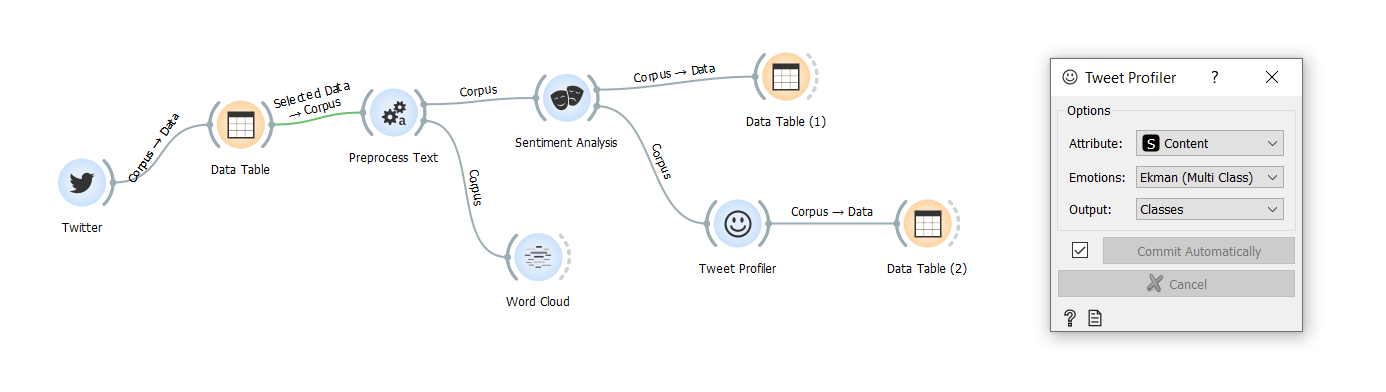 Corpus → Data
Selected Data
→ Corpus
Corpus
Corpus → Data
Twitter
Data Table
Preprocess Text
a
Corpus
Sentiment Analysis
Data Table (1)
Corpus
Word Cloud
Tweet Profiler
Corpus → Data
Data Table (2)
Tweet Profiler ? ×
Options
Attribute: S Content
Emotions: Ekman (Multi Class)
Output: Classes
Commit Automatically
Cancel
?